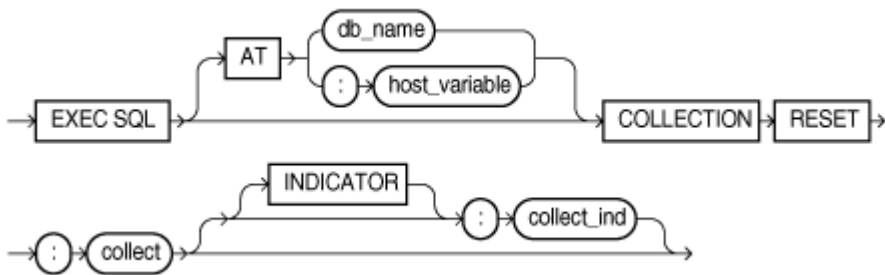 db_name
AT
: host_variable
EXEC SQL COLLECTION RESET
INDICATOR
: collect : collect_ind